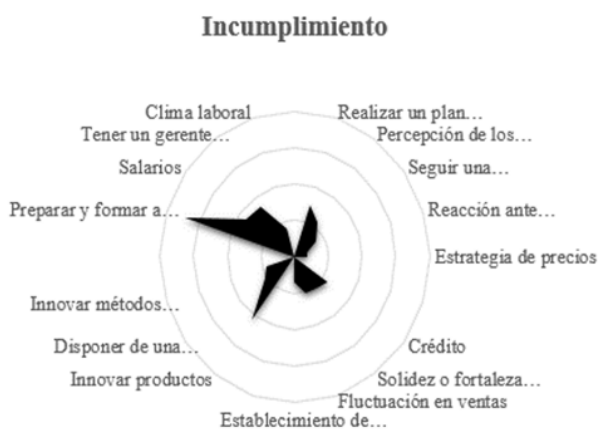 Incumplimiento
Clima laboral
Realizar un plan...
Tener un gerente...
Percepción de los...
Salarios
Seguir una...
Preparar y formar a...
Reacción ante...
Estrategia de precios
Innovar métodos...
Disponer de una...
Crédito
Innovar productos
Solidez o fortaleza...
Fluctuación en ventas
Establecimiento de...